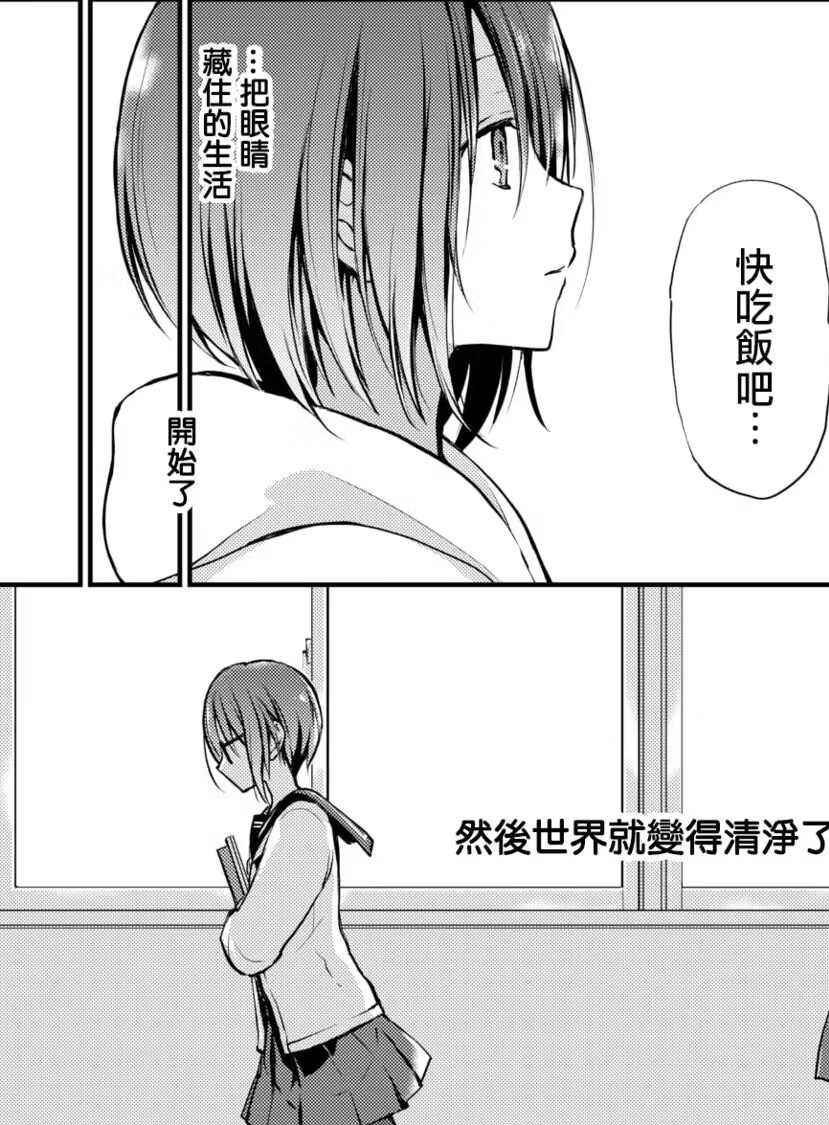 快吃飯吧…
…把眼睛
藏住的生活
開始了
然後世界就變得清淨了